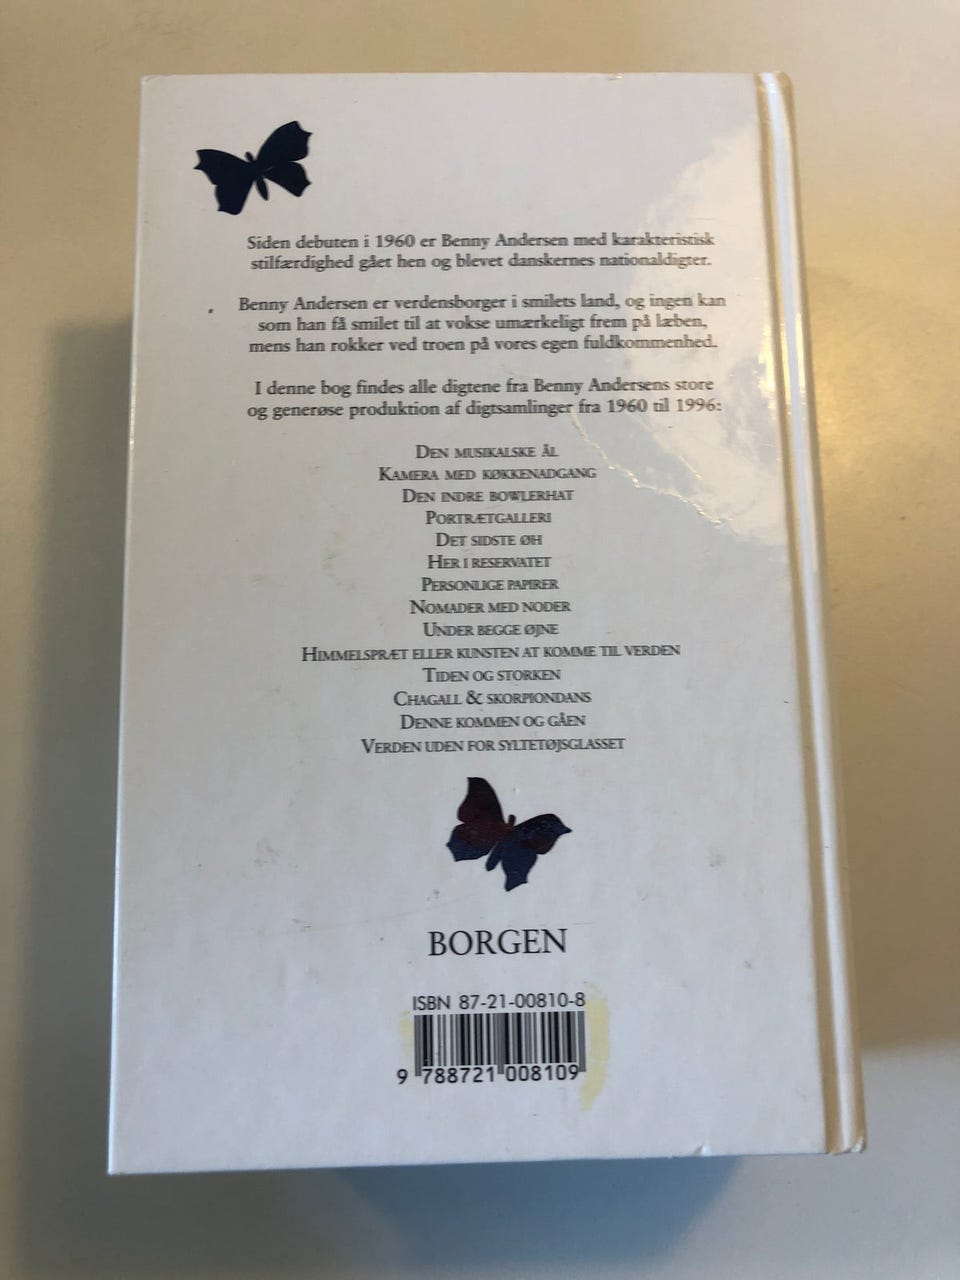 Siden debuten i 1960 er Benny Andersen med karakteristisk
stilfærdighed gået hen og blevet danskernes nationaldigter.
Benny Andersen er verdensborger i smilets land, og ingen kan
som han få smilet til at vokse umærkeligt frem på læben,
mens han rokker ved troen på vores egen fuldkommenhed.
I denne bog findes alle digtene fra Benny Andersens store
og generøse produktion af digtsamlinger fra 1960 til 1996:
DEN MUSIKALSKE ÅL
KAMERA MED KØKKENADGANG
DEN INDRE BOWLERHAT
PORTRÆTGALLERI
DET SIDSTE ØH
HER I RESERVATET
PERSONLIGE PAPIRER
NOMADER MED NODER
UNDER BEGGE ØJNE
HIMMELSPRÆT ELLER KUNSTEN AT KOMME TIL VERDEN
TIDEN OG STORKEN
CHAGALL & SKORPIONDANS
DENNE KOMMEN OG GÅEN
VERDEN UDEN FOR SYLTETØJSGLASSET
BORGEN
ISBN 87-21-00810-8
9 788721 008109